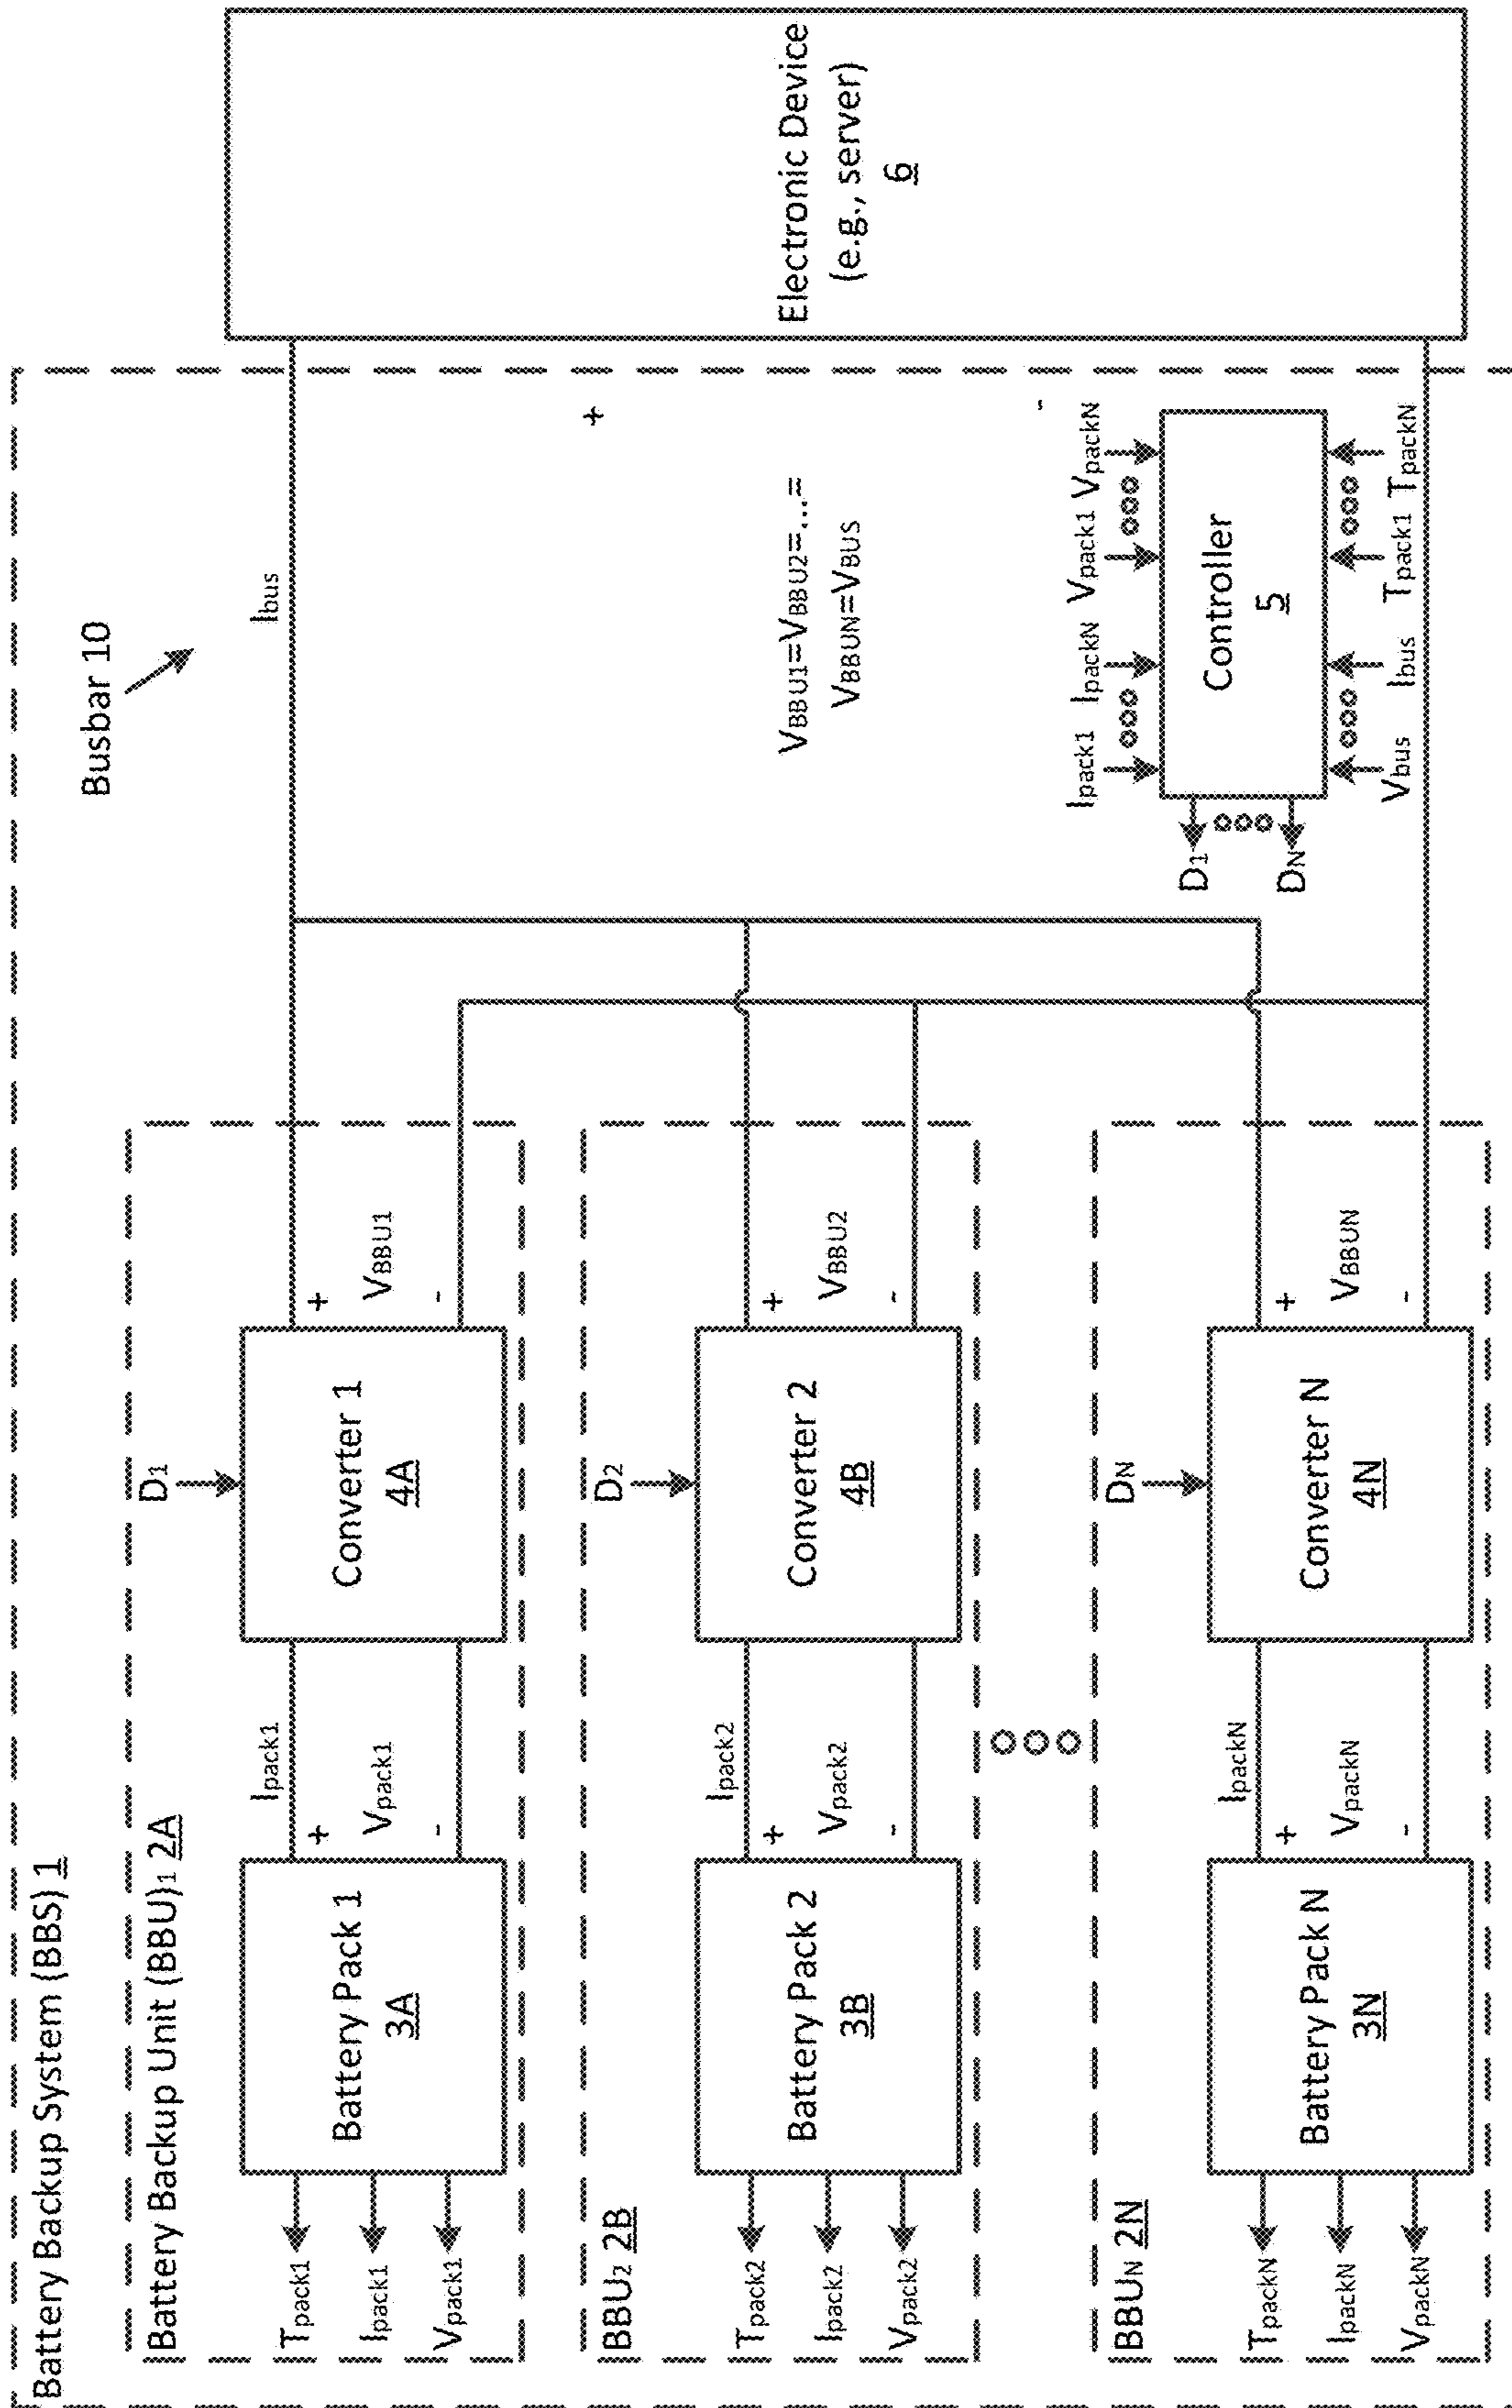 Battery Backup System (BBS) 1
Busbar 10
Battery Backup Unit (BBU)1 2A
D1
Ipack1
Ibus
Tpack1
Ipack1
Vpack1
Battery Pack 1
3A
+
Vpack1
-
Converter 1
4A
+
VBBU1
-
BBU2 2B
D2
Ipack2
Tpack2
Ipack2
Vpack2
Battery Pack 2
3B
+
Vpack2
-
Converter 2
4B
+
VBBU2
-
BBUN 2N
DN
IpackN
TpackN
IpackN
VpackN
Battery Pack N
3N
+
VpackN
-
Converter N
4N
+
VBBUN
-
+
VBBU1=VBBU2=...=
VBBUN=VBUS
-
Ipack1 IpackN Vpack1 VpackN
D1
DN
Controller
5
Vbus Ibus Tpack1 TpackN
Electronic Device
(e.g., server)
6